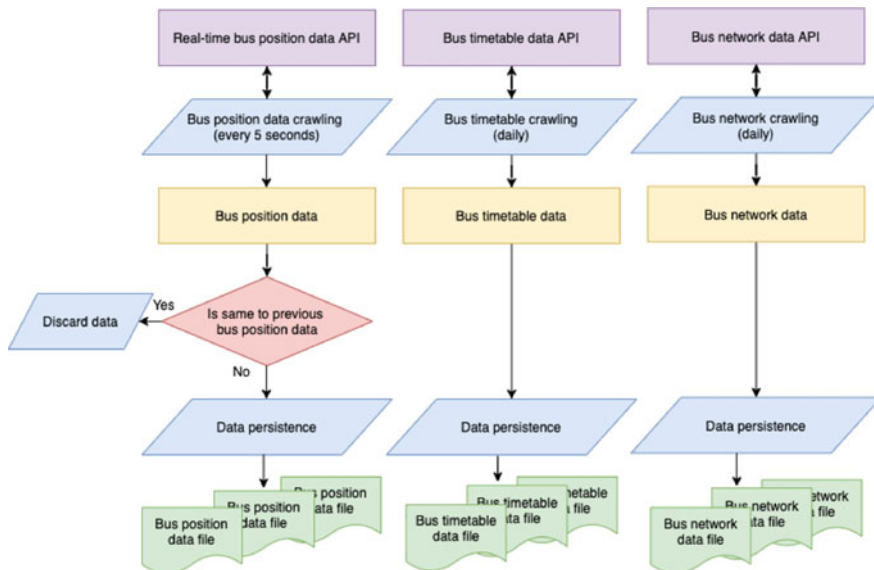 Real-time bus position data API
Bus timetable data API
Bus network data API
Bus position data crawling
(every 5 seconds)
Bus timetable crawling
(daily)
Bus network crawling
(daily)
Bus position data
Bus timetable data
Bus network data
Yes
Discard data
Is same to previous
bus position data
No
Data persistence
Data persistence
Data persistence
Bus position
data file
Bus position
data file
Bus position
data file
Bus timetable
data file
Bus timetable
data file
data file
Bus network
data file
Bus network
data file
network
data file